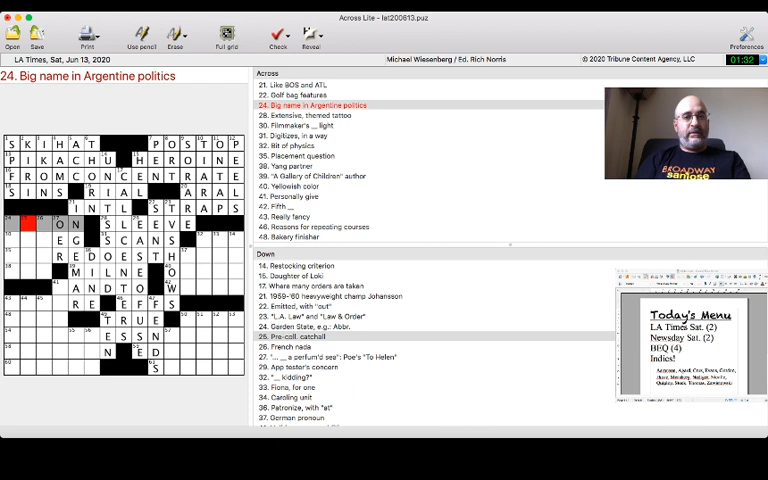 Across Lite - lat200613.puz
Open
Save
Print
Use pencil
Erase
Full grid
Check
Reveal
Preferences
LA Times, Sat, Jun 13, 2020
Michael Wiesenberg / Ed. Rich Norris
© 2020 Tribune Content Agency, LLC
01:32
24. Big name in Argentine politics
Across
21. Like BOS and ATL
22. Golf bag features
24. Big name in Argentine politics
28. Extensive, themed tattoo
30. Filmmaker's __ light
31. Digitizes, in a way
32. Bit of physics
35. Placement question
38. Yang partner
39. "A Gallery of Children" author
40. Yellowish color
41. Personally give
42. Fifth __
43. Really fancy
46. Reasons for repeating courses
48. Bakery finisher
Down
14. Restocking criterion
15. Daughter of Loki
17. Where many orders are taken
21. 1959-'60 heavyweight champ Johansson
22. Emitted, with "out"
23. "L.A. Law" and "Law & Order"
24. Garden State, e.g.: Abbr.
25. Pre-coll. catchall
26. French nada
27. "... __ a perfum'd sea": Poe's "To Helen"
29. App tester's concern
32. "__ kidding?"
33. Fiona, for one
34. Caroling unit
36. Patronize, with "at"
37. German pronoun
SKIHAT POSTOP
PIKACHU HEROINE
FROMCONCENTRATE
SINS RIAL ARAL
INTL STRAPS
ON SLEEVE
EG SCANS
REDOESTH
MILNE O
ANDTO W
RE EFFS
TRUE
ESSN E
N ED
S
BROADWAY
san jose
Today's Menu
LA Times Sat. (2)
Newsday Sat. (2)
BEQ (4)
Indies!